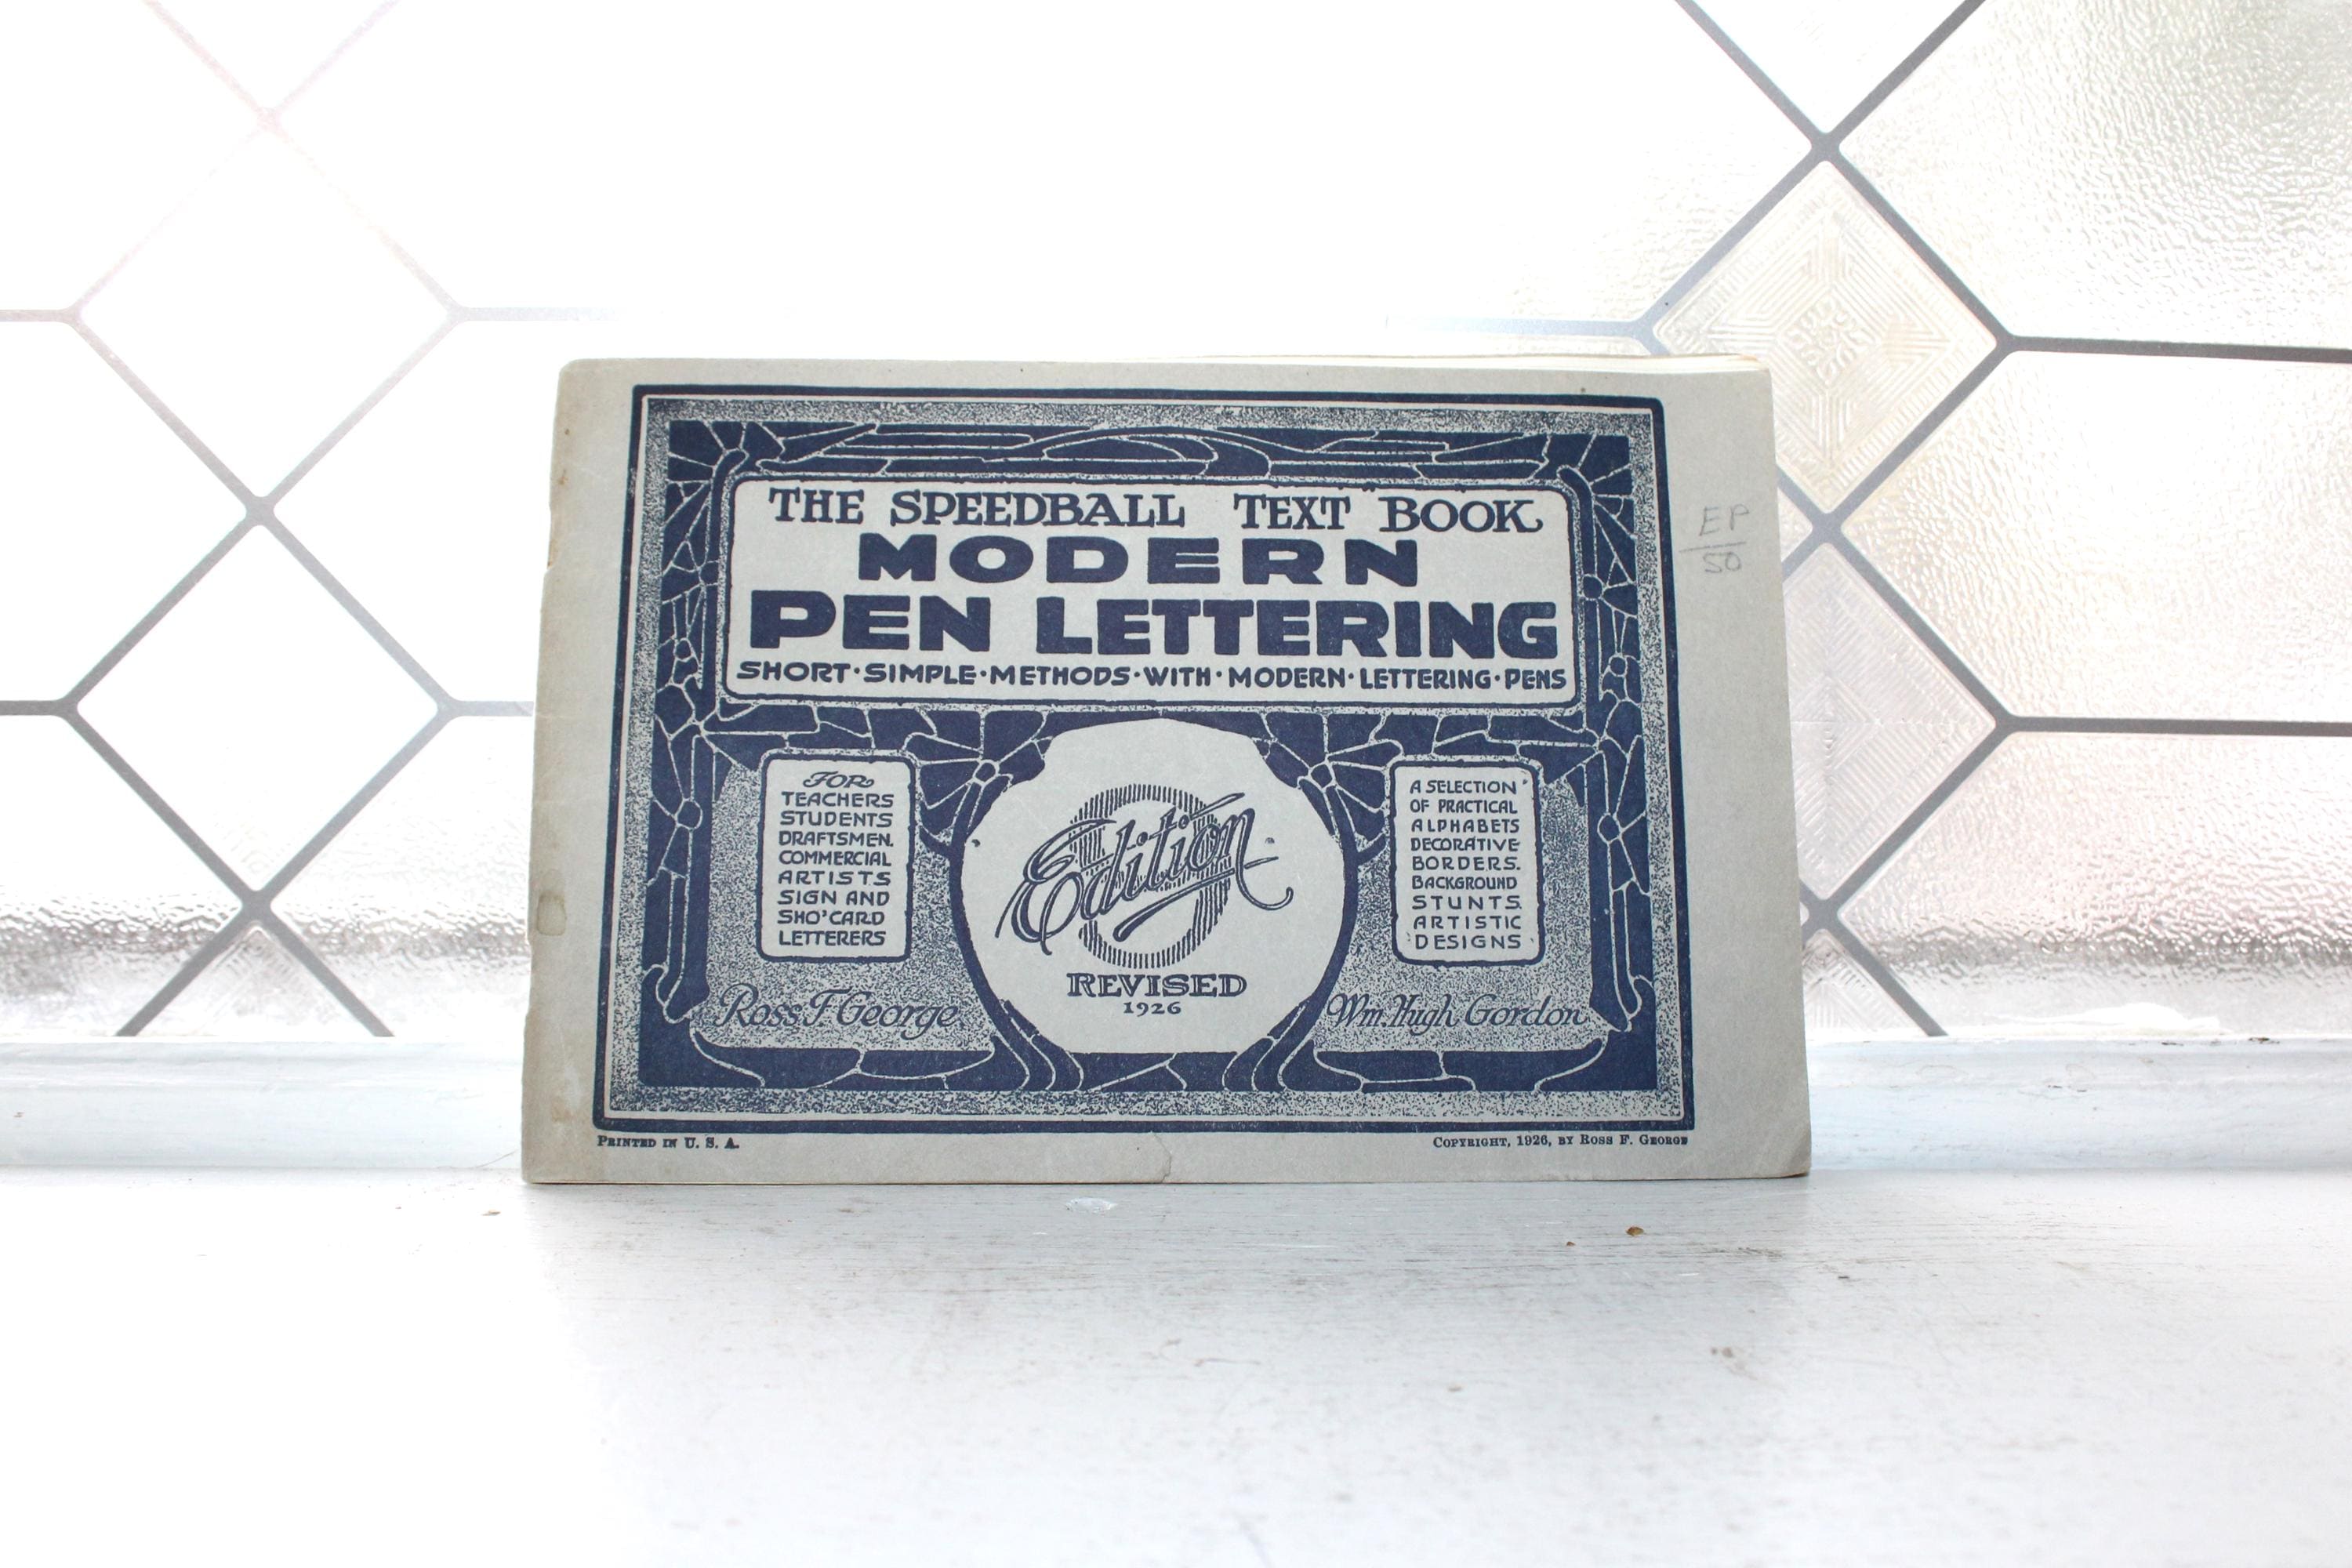 THE SPEEDBALL TEXT BOOK
MODERN
PEN LETTERING
SHORT·SIMPLE·METHODS·WITH·MODERN·LETTERING·PENS
FOR
TEACHERS
STUDENTS
DRAFTSMEN.
COMMERCIAL
ARTISTS
SIGN AND
SHO'CARD
LETTERERS
9
Edition
REVISED
1926
A SELECTION
OF PRACTICAL
ALPHABETS
DECORATIVE
BORDERS.
BACKGROUND
STUNTS.
ARTISTIC
DESIGNS
Ross F. George
Wm. Hugh Gordon
PRINTED IN U. S. A.
COPYRIGHT, 1926, BY ROSS F. GEORGE
EP
50